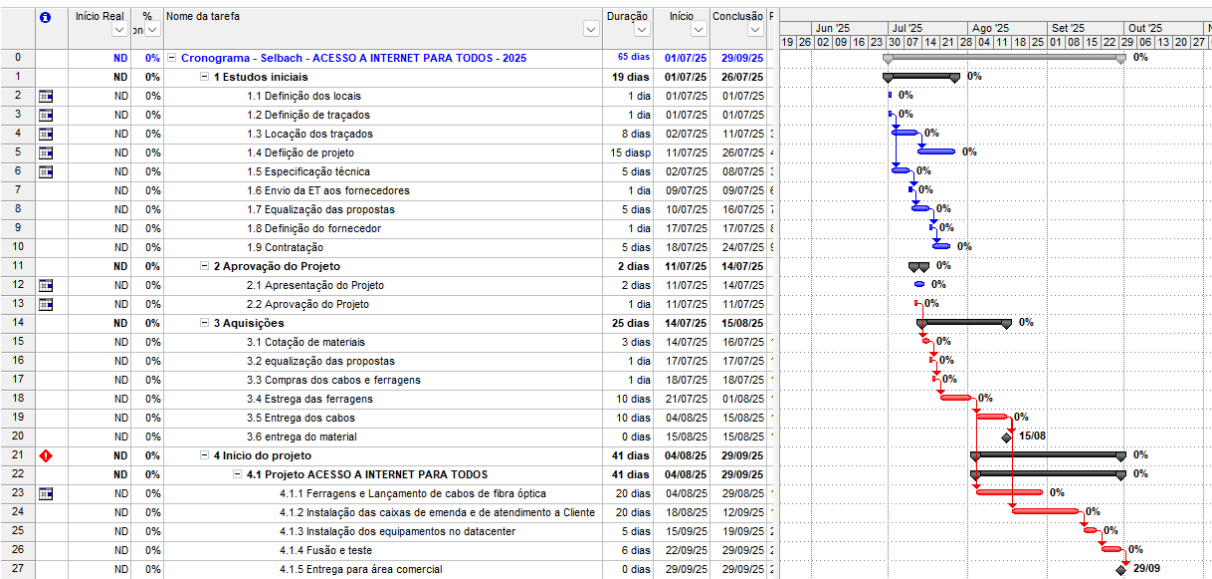 Início Real % Nome da tarefa Duração Início Conclusão F Jun '25 Jul '25 Ago '25 Set '25 Out '25 N
on 19 26 02 09 16 23 30 07 14 21 28 04 11 18 25 01 08 15 22 29 06 13 20 27
0 ND 0% Cronograma - Selbach - ACESSO A INTERNET PARA TODOS - 2025 65 dias 01/07/25 29/09/25 0%
1 ND 0% 1 Estudos iniciais 19 dias 01/07/25 26/07/25 0%
2 ND 0% 1.1 Definição dos locais 1 dia 01/07/25 01/07/25 0%
3 ND 0% 1.2 Definição de traçados 1 dia 01/07/25 01/07/25 0%
4 ND 0% 1.3 Locação dos traçados 8 dias 02/07/25 11/07/25 3 0%
5 ND 0% 1.4 Defiição de projeto 15 diasp 11/07/25 26/07/25 4 0%
6 ND 0% 1.5 Especificação técnica 5 dias 02/07/25 08/07/25 3 0%
7 ND 0% 1.6 Envio da ET aos fornecedores 1 dia 09/07/25 09/07/25 6 0%
8 ND 0% 1.7 Equalização das propostas 5 dias 10/07/25 16/07/25 7 0%
9 ND 0% 1.8 Definição do fornecedor 1 dia 17/07/25 17/07/25 8 0%
10 ND 0% 1.9 Contratação 5 dias 18/07/25 24/07/25 9 0%
11 ND 0% 2 Aprovação do Projeto 2 dias 11/07/25 14/07/25 0%
12 ND 0% 2.1 Apresentação do Projeto 2 dias 11/07/25 14/07/25 0%
13 ND 0% 2.2 Aprovação do Projeto 1 dia 11/07/25 11/07/25 0%
14 ND 0% 3 Aquisições 25 dias 14/07/25 15/08/25 0%
15 ND 0% 3.1 Cotação de materiais 3 dias 14/07/25 16/07/25 1 0%
16 ND 0% 3.2 equalização das propostas 1 dia 17/07/25 17/07/25 1 0%
17 ND 0% 3.3 Compras dos cabos e ferragens 1 dia 18/07/25 18/07/25 1 0%
18 ND 0% 3.4 Estrega das ferragens 10 dias 21/07/25 01/08/25 1 0%
19 ND 0% 3.5 Entrega dos cabos 10 dias 04/08/25 15/08/25 1 0%
20 ND 0% 3.6 entrega do material 0 dias 15/08/25 15/08/25 1 15/08
21 ND 0% 4 Inicio do projeto 41 dias 04/08/25 29/09/25 0%
22 ND 0% 4.1 Projeto ACESSO A INTERNET PARA TODOS 41 dias 04/08/25 29/09/25 0%
23 ND 0% 4.1.1 Ferragens e Lançamento de cabos de fibra óptica 20 dias 04/08/25 29/08/25 1 0%
24 ND 0% 4.1.2 Instalação das caixas de emenda e de atendimento a Cliente 20 dias 18/08/25 12/09/25 1 0%
25 ND 0% 4.1.3 Instalação dos equipamentos no datacenter 5 dias 15/09/25 19/09/25 2 0%
26 ND 0% 4.1.4 Fusão e teste 6 dias 22/09/25 29/09/25 2 0%
27 ND 0% 4.1.5 Entrega para área comercial 0 dias 29/09/25 29/09/25 2 29/09